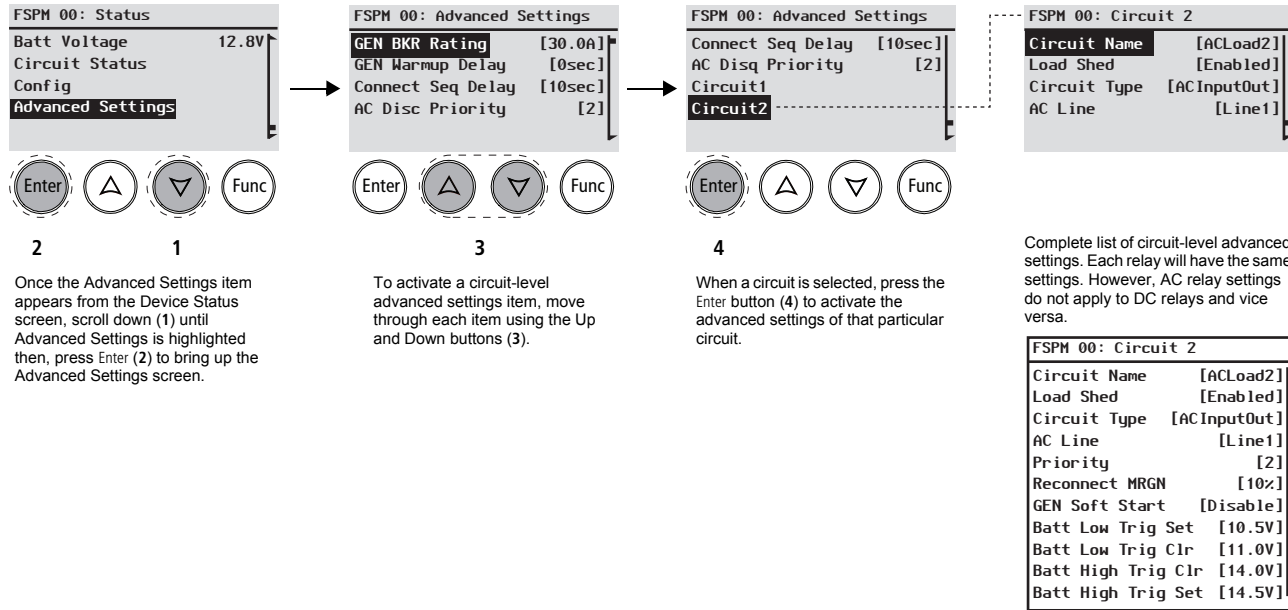 FSPM 00: Status
Batt Voltage 12.8V
Circuit Status
Config
Advanced Settings
Enter
Func
2 1
Once the Advanced Settings item
appears from the Device Status
screen, scroll down (1) until
Advanced Settings is highlighted
then, press Enter (2) to bring up the
Advanced Settings screen.
FSPM 00: Advanced Settings
GEN BKR Rating [30.0A]
GEN Warmup Delay [0sec]
Connect Seq Delay [10sec]
AC Disc Priority [2]
Enter
Func
3
To activate a circuit-level
advanced settings item, move
through each item using the Up
and Down buttons (3).
FSPM 00: Advanced Settings
Connect Seq Delay [10sec]
AC Disq Priority [2]
Circuit1
Circuit2
Enter
Func
4
When a circuit is selected, press the
Enter button (4) to activate the
advanced settings of that particular
circuit.
FSPM 00: Circuit 2
Circuit Name [ACLoad2]
Load Shed [Enabled]
Circuit Type [ACInputOut]
AC Line [Line1]
Complete list of circuit-level advanced
settings. Each relay will have the same
settings. However, AC relay settings
do not apply to DC relays and vice
versa.
FSPM 00: Circuit 2
Circuit Name [ACLoad2]
Load Shed [Enabled]
Circuit Type [ACInputOut]
AC Line [Line1]
Priority [2]
Reconnect MRGN [10%]
GEN Soft Start [Disable]
Batt Low Trig Set [10.5V]
Batt Low Trig Clr [11.0V]
Batt High Trig Clr [14.0V]
Batt High Trig Set [14.5V]